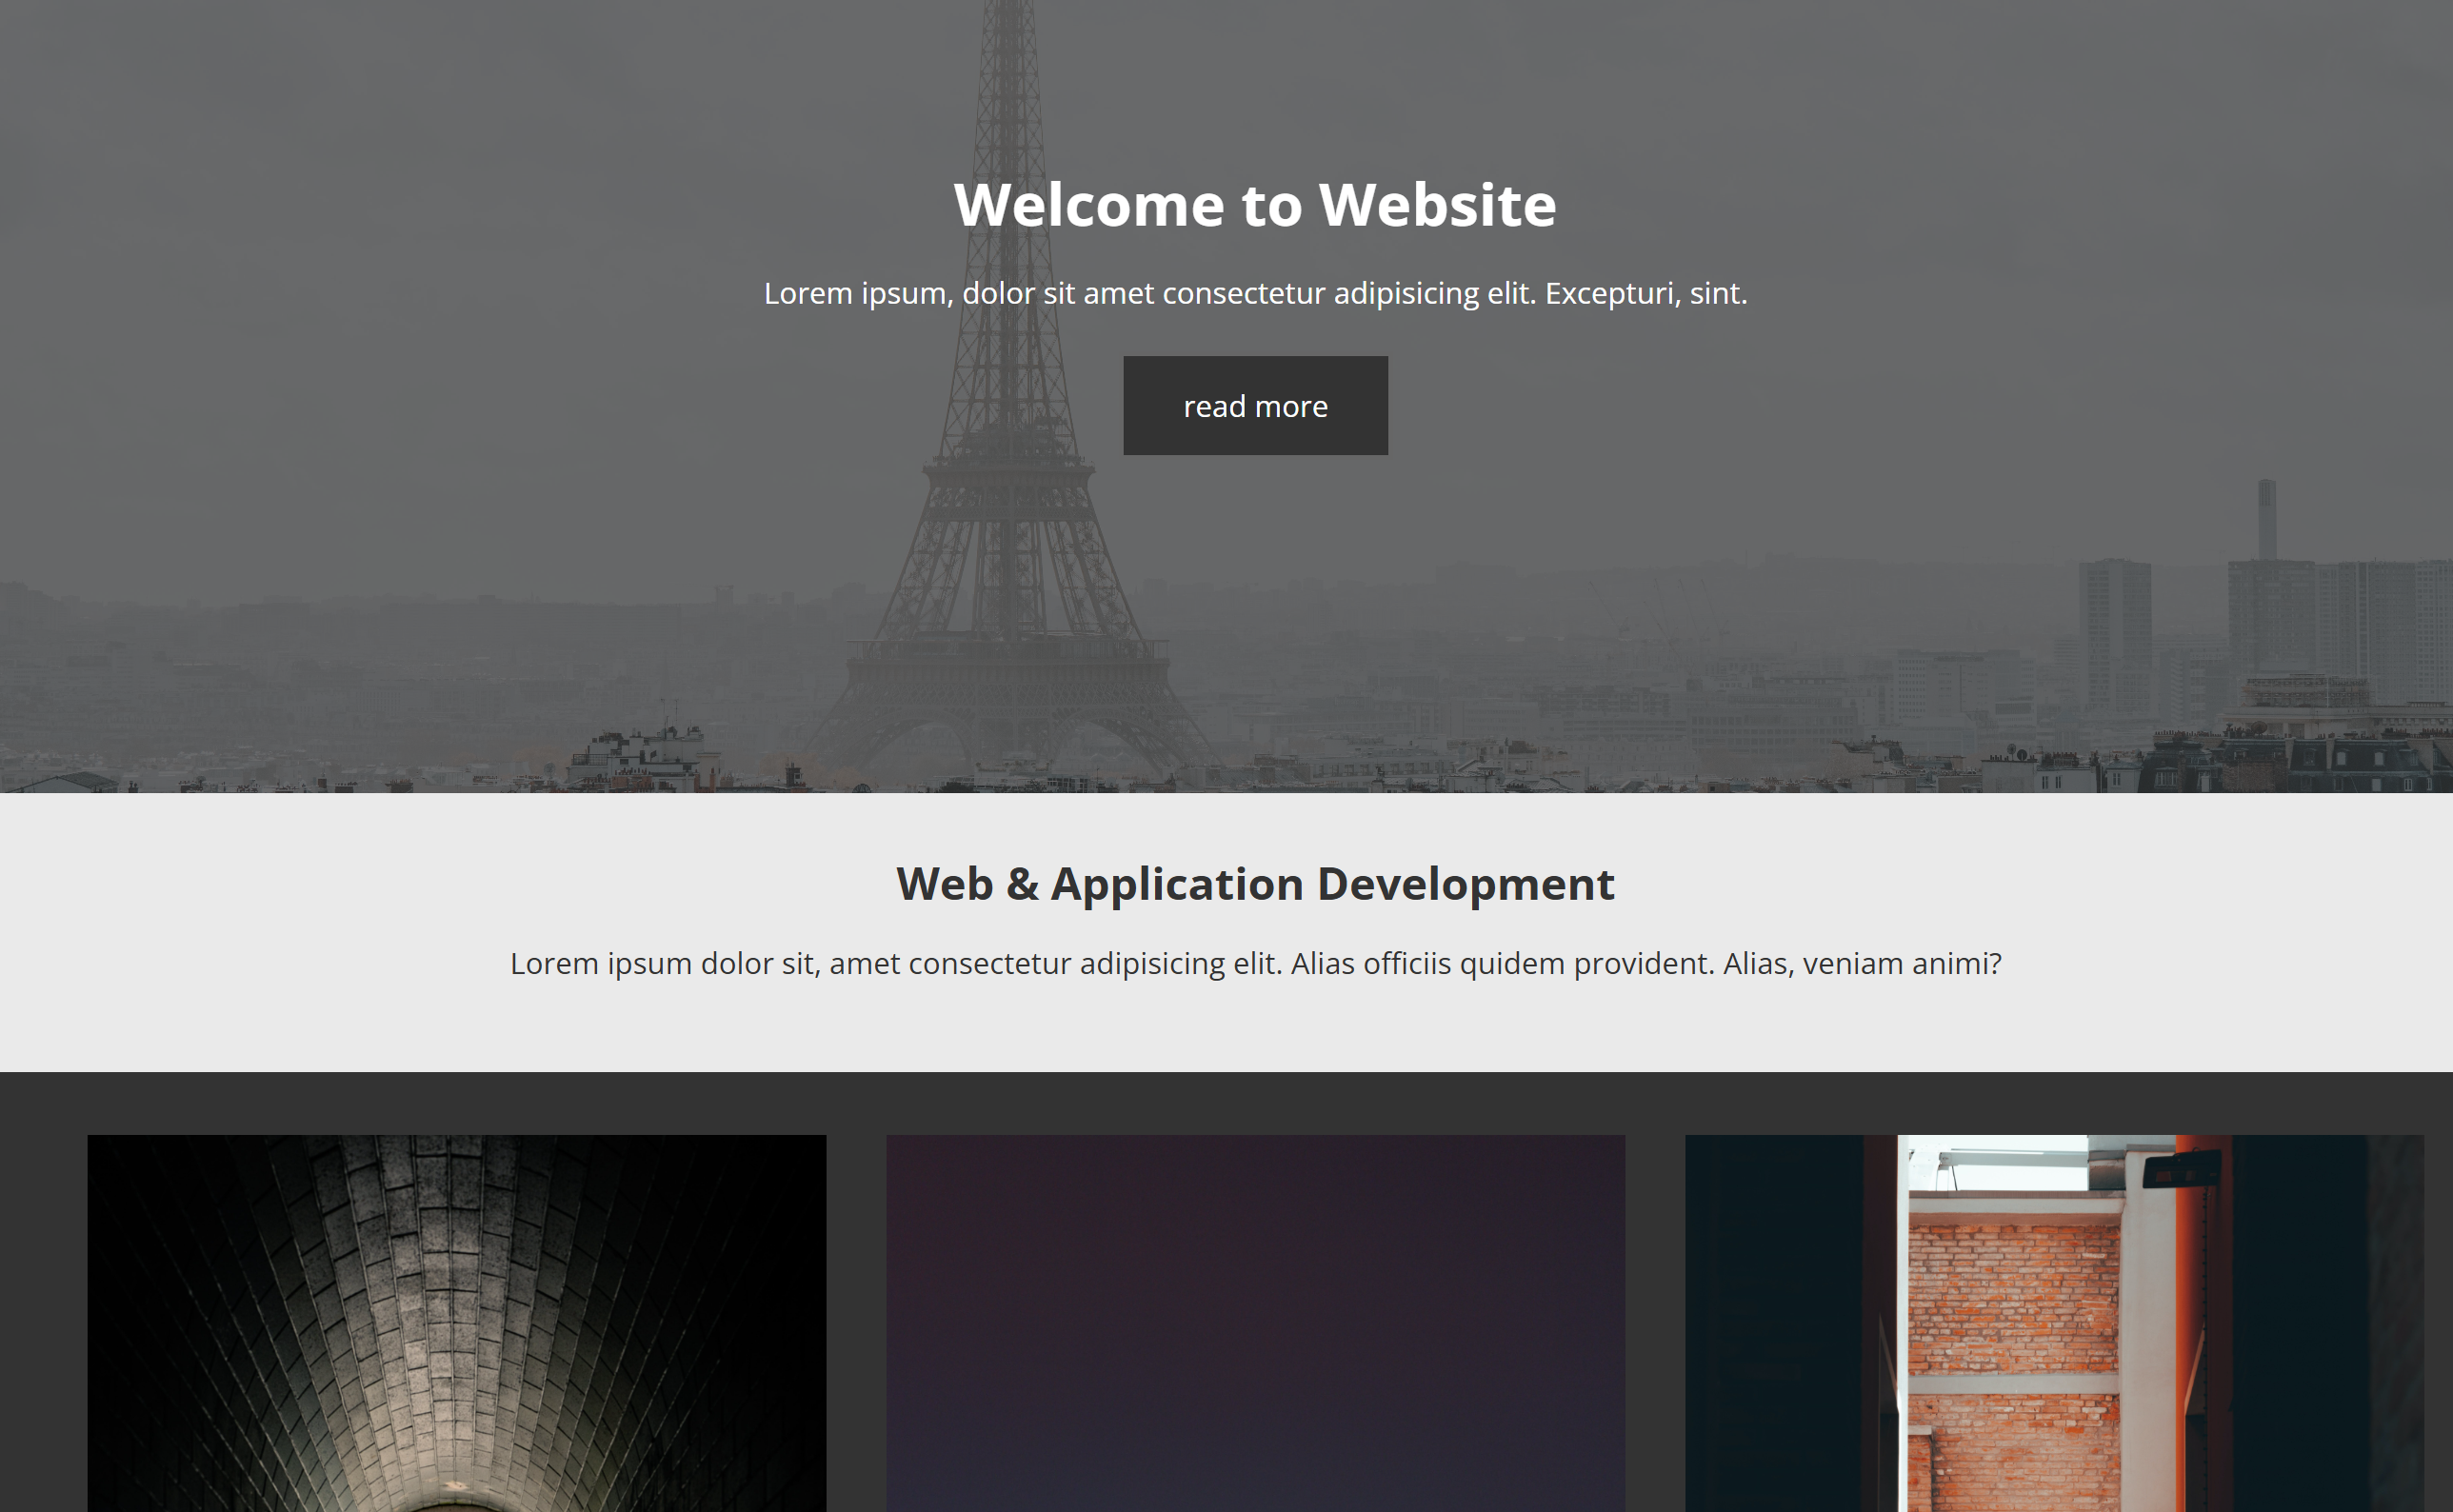 Welcome to Website
Lorem ipsum, dolor sit amet consectetur adipisicing elit. Excepturi, sint.
read more
Web & Application Development
Lorem ipsum dolor sit, amet consectetur adipisicing elit. Alias officiis quidem provident. Alias, veniam animi?